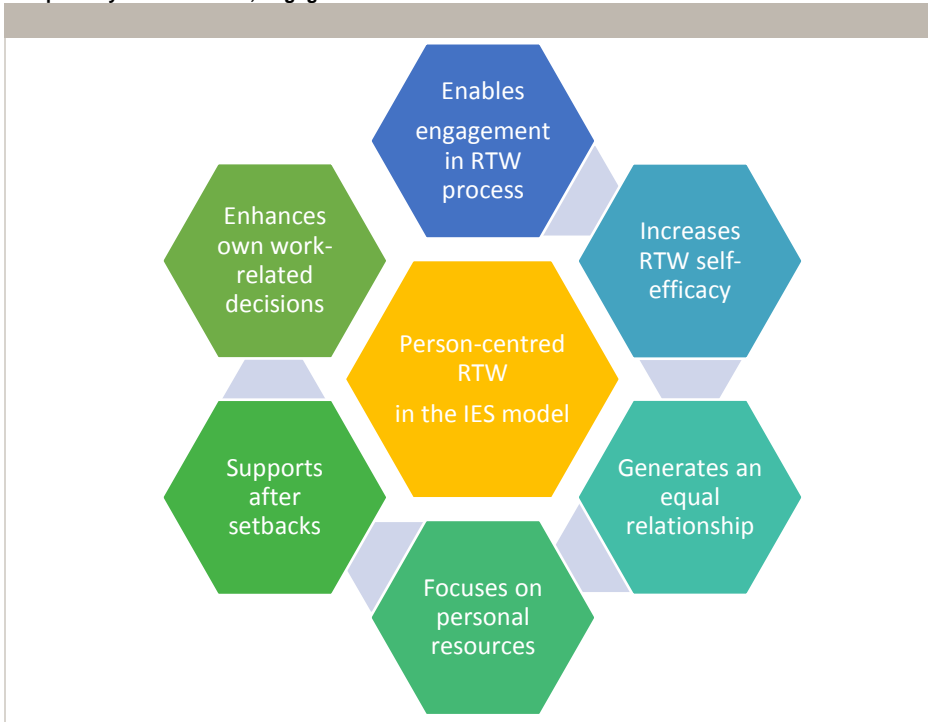 Enables
engagement
in RTW
process
Increases
RTW self-
efficacy
Generates an
equal
relationship
Focuses on
personal
resources
Supports
after
setbacks
Enhances
own work-
related
decisions
Person-centred
RTW
in the IES model